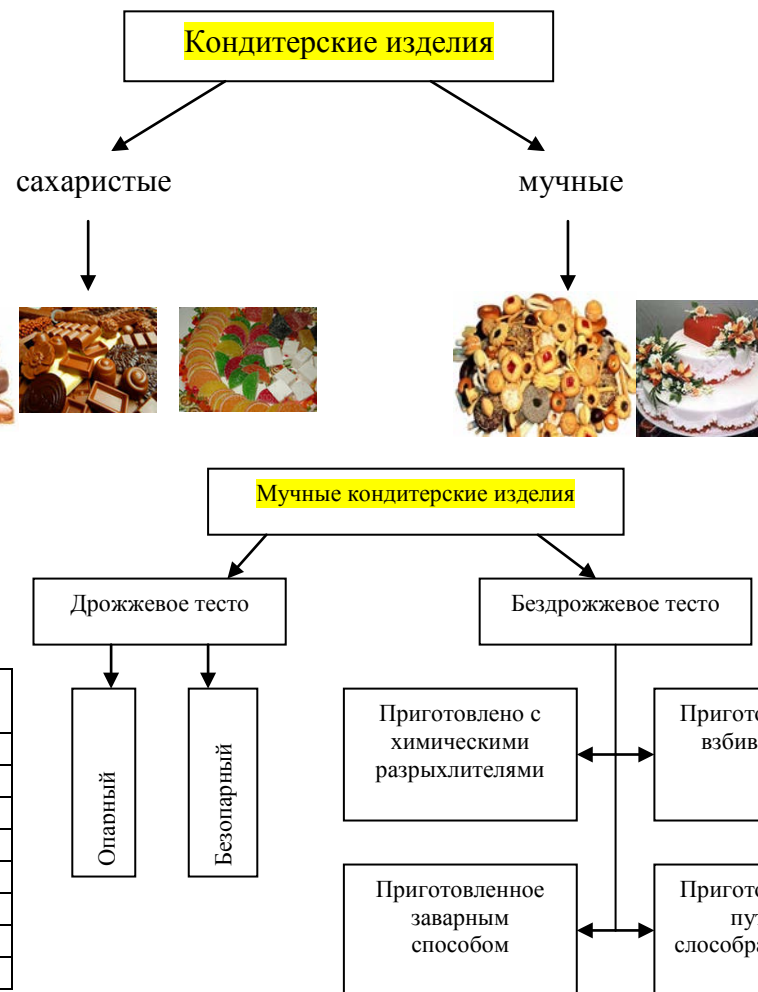 Кондитерские изделия
сахаристые
мучные
Мучные кондитерские изделия
Дрожжевое тесто
Бездрожжевое тесто
Опарный
Безопарный
Приготовлено с
химическими
разрыхлителями
Приготовленное
заварным
способом